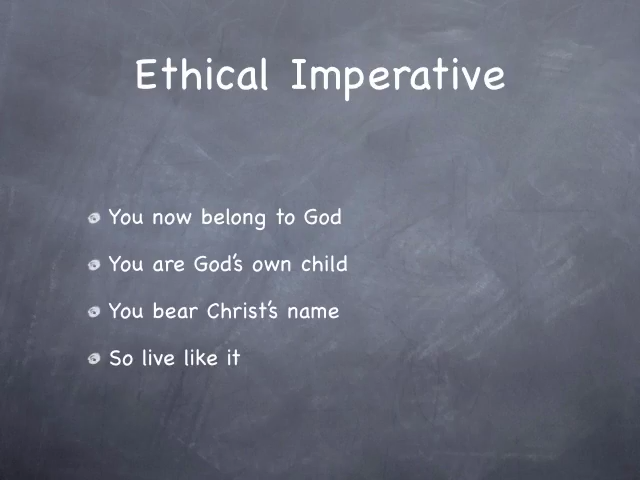 Ethical Imperative
You now belong to God
You are God's own child
You bear Christ's name
So live like it